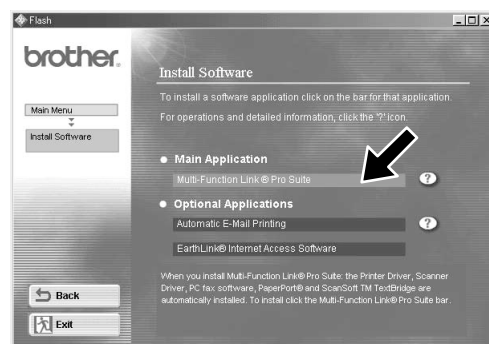 Flash
brother.
Install Software
To install a software application click on the bar for that application.
For operations and detailed information, click the '?' icon.
Main Menu
Install Software
Main Application
Multi-Function Link® Pro Suite
?
Optional Applications
Automatic E-Mail Printing
?
EarthLink® Internet Access Software
When you install Multi-Function Link® Pro Suite: the Printer Driver, Scanner
Driver, PC fax software, PaperPort® and ScanSoft TM TextBridge are
automatically installed. To install click the Multi-Function Link® Pro Suite bar.
Back
Exit